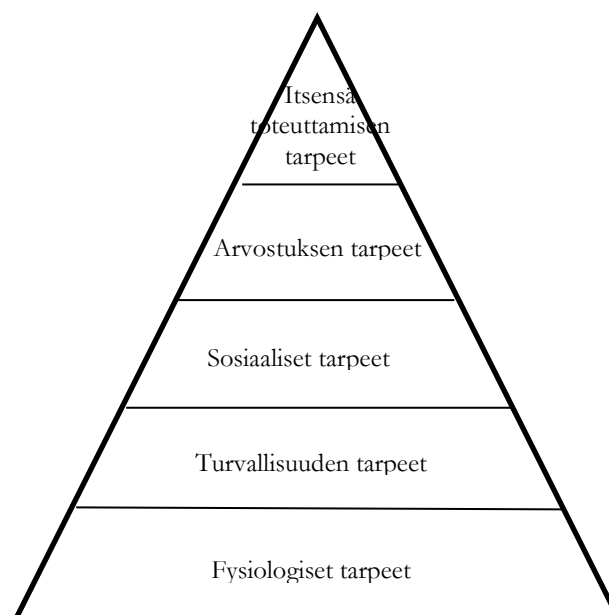 Itsensä
toteuttamisen
tarpeet
Arvostuksen tarpeet
Sosiaaliset tarpeet
Turvallisuuden tarpeet
Fysiologiset tarpeet